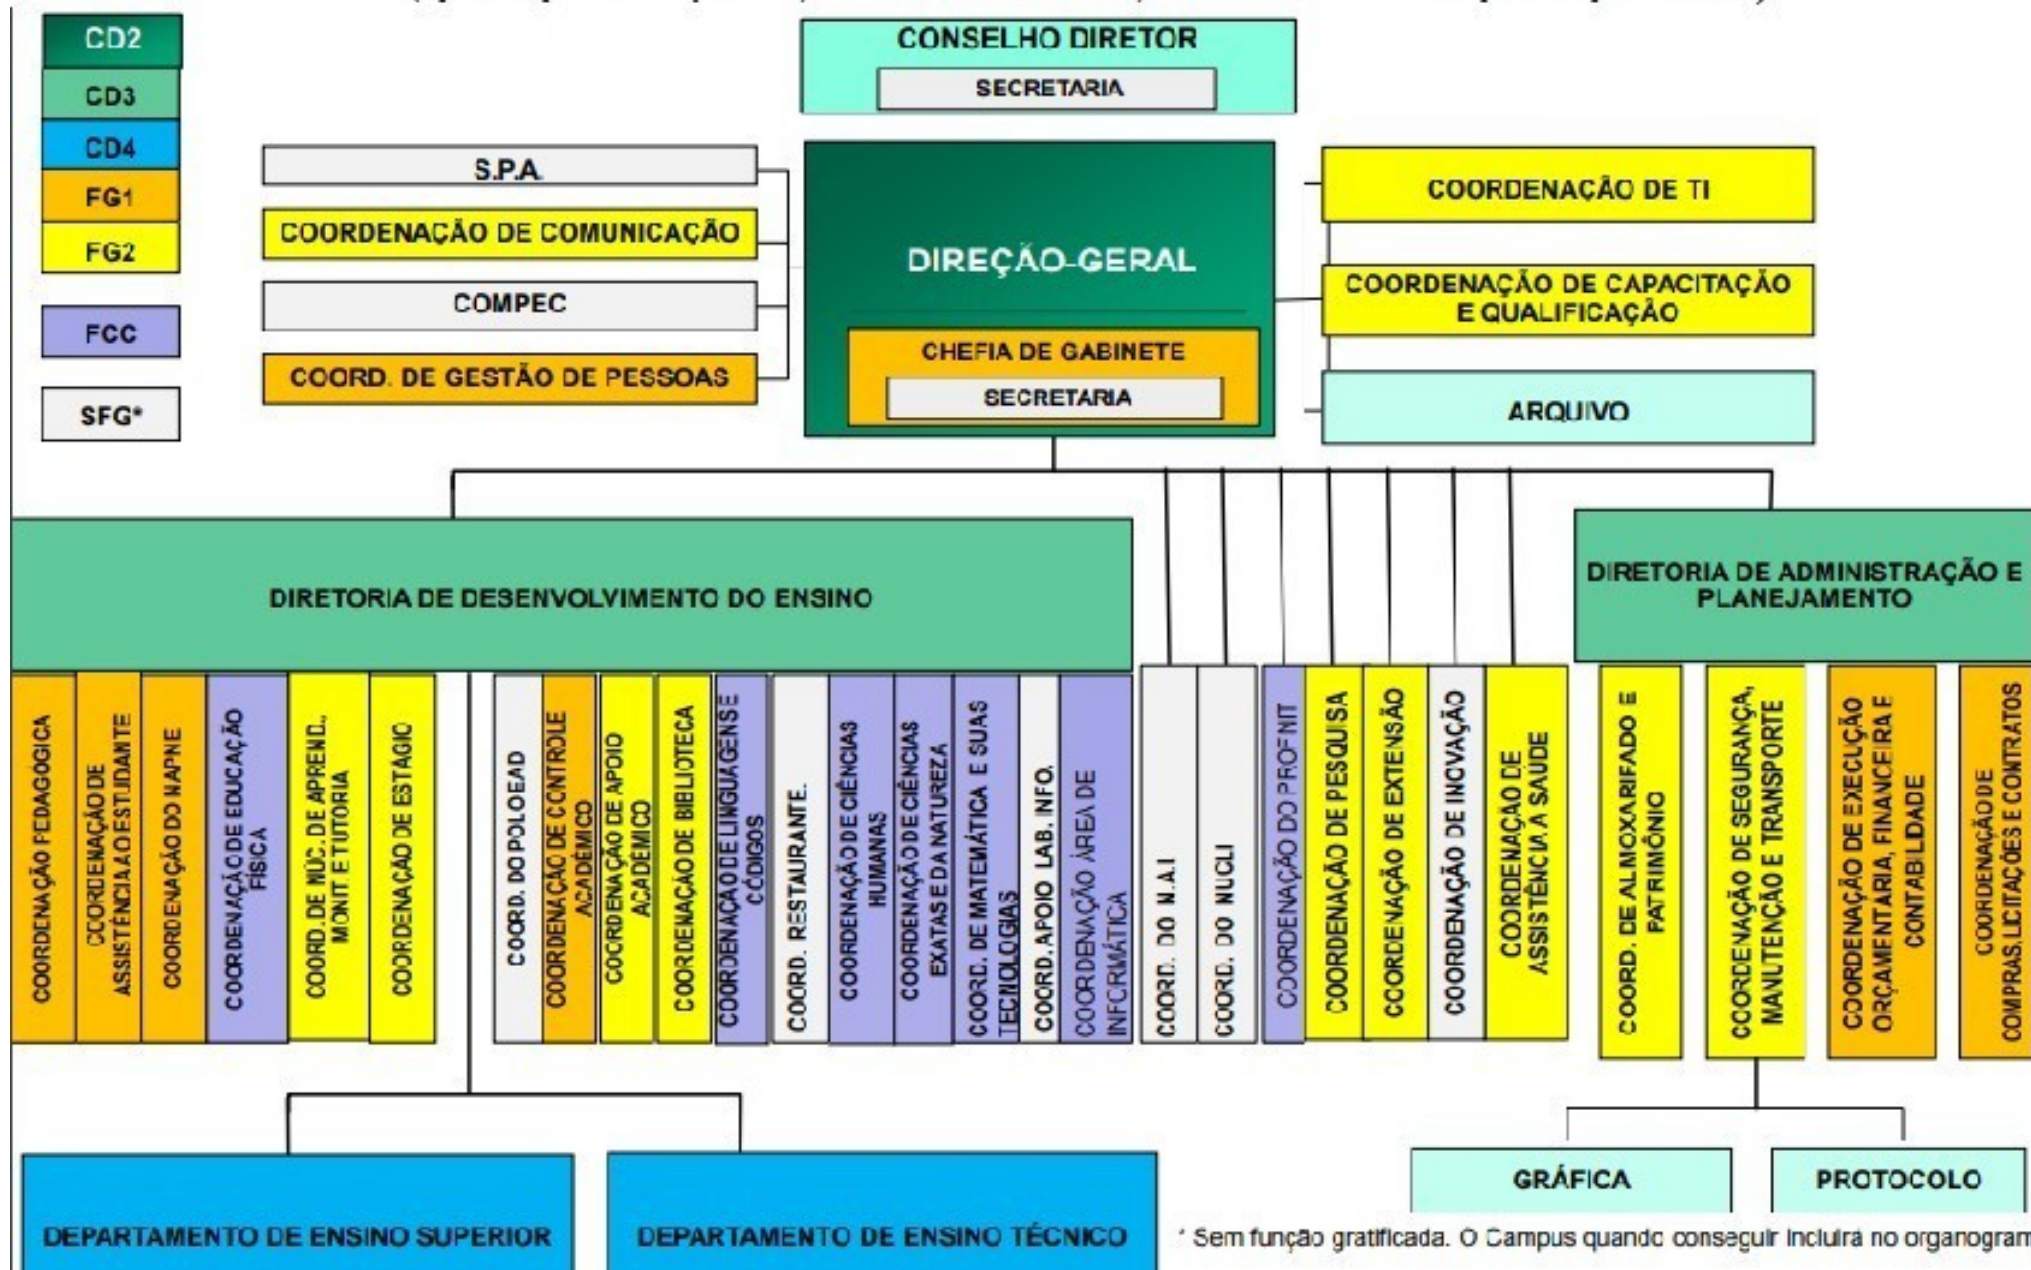 CD2
CD3
CD4
FG1
FG2
FCC
SFG*
CONSELHO DIRETOR
SECRETARIA
S.P.A.
COORDENAÇÃO DE COMUNICAÇÃO
COMPEC
COORD. DE GESTÃO DE PESSOAS
DIREÇÃO-GERAL
CHEFIA DE GABINETE
SECRETARIA
COORDENAÇÃO DE TI
COORDENAÇÃO DE CAPACITAÇÃO
E QUALIFICAÇÃO
ARQUIVO
DIRETORIA DE DESENVOLVIMENTO DO ENSINO
DIRETORIA DE ADMINISTRAÇÃO E
PLANEJAMENTO
COORDENAÇÃO PEDAGÓGICA
COORDENAÇÃO DE
ASSISTÊNCIA AO ESTUDANTE
COORDENAÇÃO DO NAPNE
COORDENAÇÃO DE EDUCAÇÃO
FÍSICA
COORD. DE NÚC. DE APREND.,
MONIT E TUTORIA
COORDENAÇÃO DE ESTÁGIO
COORD. DO POLO EAD
COORDENAÇÃO DE CONTROLE
ACADÊMICO
COORDENAÇÃO DE APOIO
ACADÊMICO
COORDENAÇÃO DE BIBLIOTECA
COORDENAÇAO DE LINGUAGENS E
CÓDIGOS
COORD. RESTAURANTE.
COORDENAÇÃO DE CIÊNCIAS
HUMANAS
COORDENAÇÃO DE CIÊNCIAS
EXATAS E DA NATUREZA
COORD. DE MATEMÁTICA E SUAS
TECNOLOGIAS
COORD. APOIO LAB. INFO.
COORDENAÇÃO ÁREA DE
INFORMÁTICA
COORD. DO N.A.I
COORD. DO NUCLI
COORDENAÇÃO DO PROFNIT
COORDENAÇÃO DE PESQUISA
COORDENAÇÃO DE EXTENSÃO
COORDENAÇÃO DE INOVAÇÃO
COORDENAÇÃO DE
ASSISTÊNCIA A SAUDE
COORD. DE ALMOXARIFADO E
PATRIMÔNIO
COORDENAÇÃO DE SEGURANÇA,
MANUTENÇÃO E TRANSPORTE
COORDENAÇÃO DE EXECUÇÃO
ORÇAMENTARIA, FINANCEIRA E
CONTABILIDADE
COORDENAÇÃO DE
COMPRAS, LICITAÇÕES E CONTRATOS
DEPARTAMENTO DE ENSINO SUPERIOR
DEPARTAMENTO DE ENSINO TÉCNICO
GRÁFICA
PROTOCOLO
* Sem função gratificada. O Campus quando conseguir incluirá no organogram